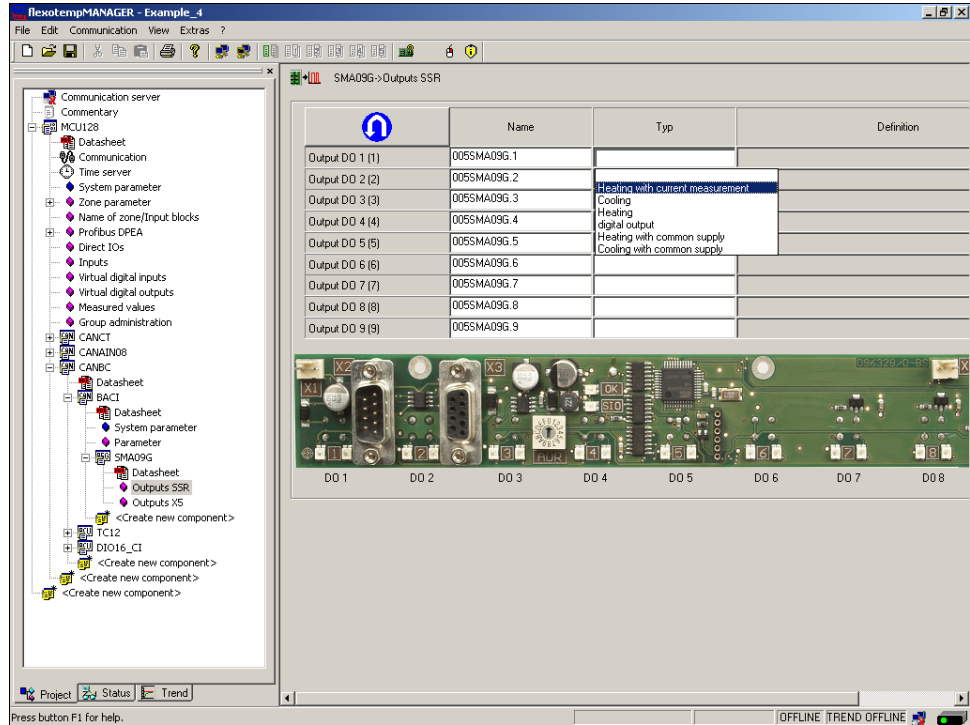 flexotempMANAGER - Example_4
File Edit Communication View Extras ?
Communication server
Commentary
MCU128
Datasheet
Communication
Time server
System parameter
Zone parameter
Name of zone/Input blocks
Profibus DPEA
Direct IOs
Inputs
Virtual digital inputs
Virtual digital outputs
Measured values
Group administration
CANCT
CANAIN08
CANBC
Datasheet
BACI
Datasheet
System parameter
Parameter
SMA09G
Datasheet
Outputs SSR
Outputs X5
<Create new component>
TC12
DIO16_CI
<Create new component>
<Create new component>
<Create new component>
Project Status Trend
SMA09G->Outputs SSR
Name Typ Definition
Output DO 1 (1) 005SMA09G.1
Output DO 2 (2) 005SMA09G.2
Output DO 3 (3) 005SMA09G.3
Output DO 4 (4) 005SMA09G.4
Output DO 5 (5) 005SMA09G.5
Output DO 6 (6) 005SMA09G.6
Output DO 7 (7) 005SMA09G.7
Output DO 8 (8) 005SMA09G.8
Output DO 9 (9) 005SMA09G.9
Heating with current measurement
Cooling
Heating
digital output
Heating with common supply
Cooling with common supply
X1 X2 X3 X
OK
SIO
ADR
1 2 3 4 5 6 7 8
DO 1 DO 2 DO 3 DO 4 DO 5 DO 6 DO 7 DO 8
Press button F1 for help.
OFFLINE TREND OFFLINE